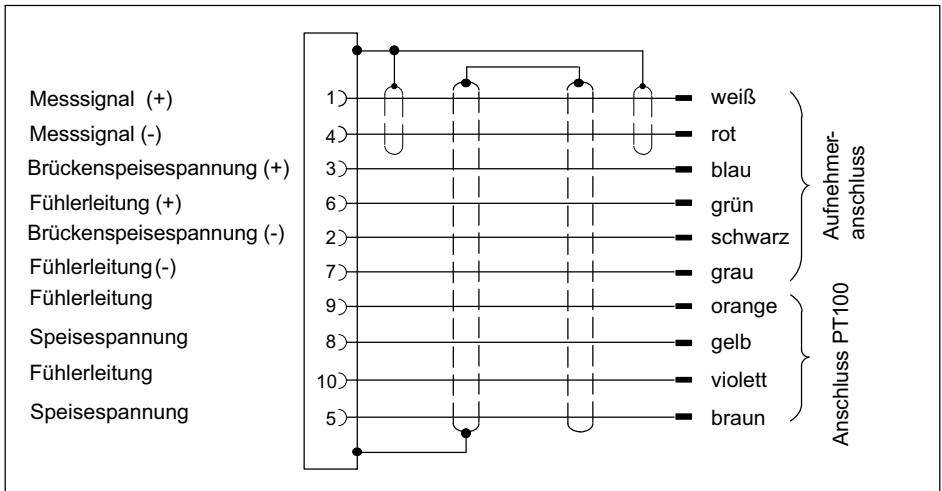 Messsignal (+) 1 weiß
Messsignal (-) 4 rot
Brückenspeisespannung (+) 3 blau
Fühlerleitung (+) 6 grün
Brückenspeisespannung (-) 2 schwarz
Fühlerleitung (-) 7 grau
Fühlerleitung 9 orange
Speisespannung 8 gelb
Fühlerleitung 10 violett
Speisespannung 5 braun
Aufnehmer-
anschluss
Anschluss PT100